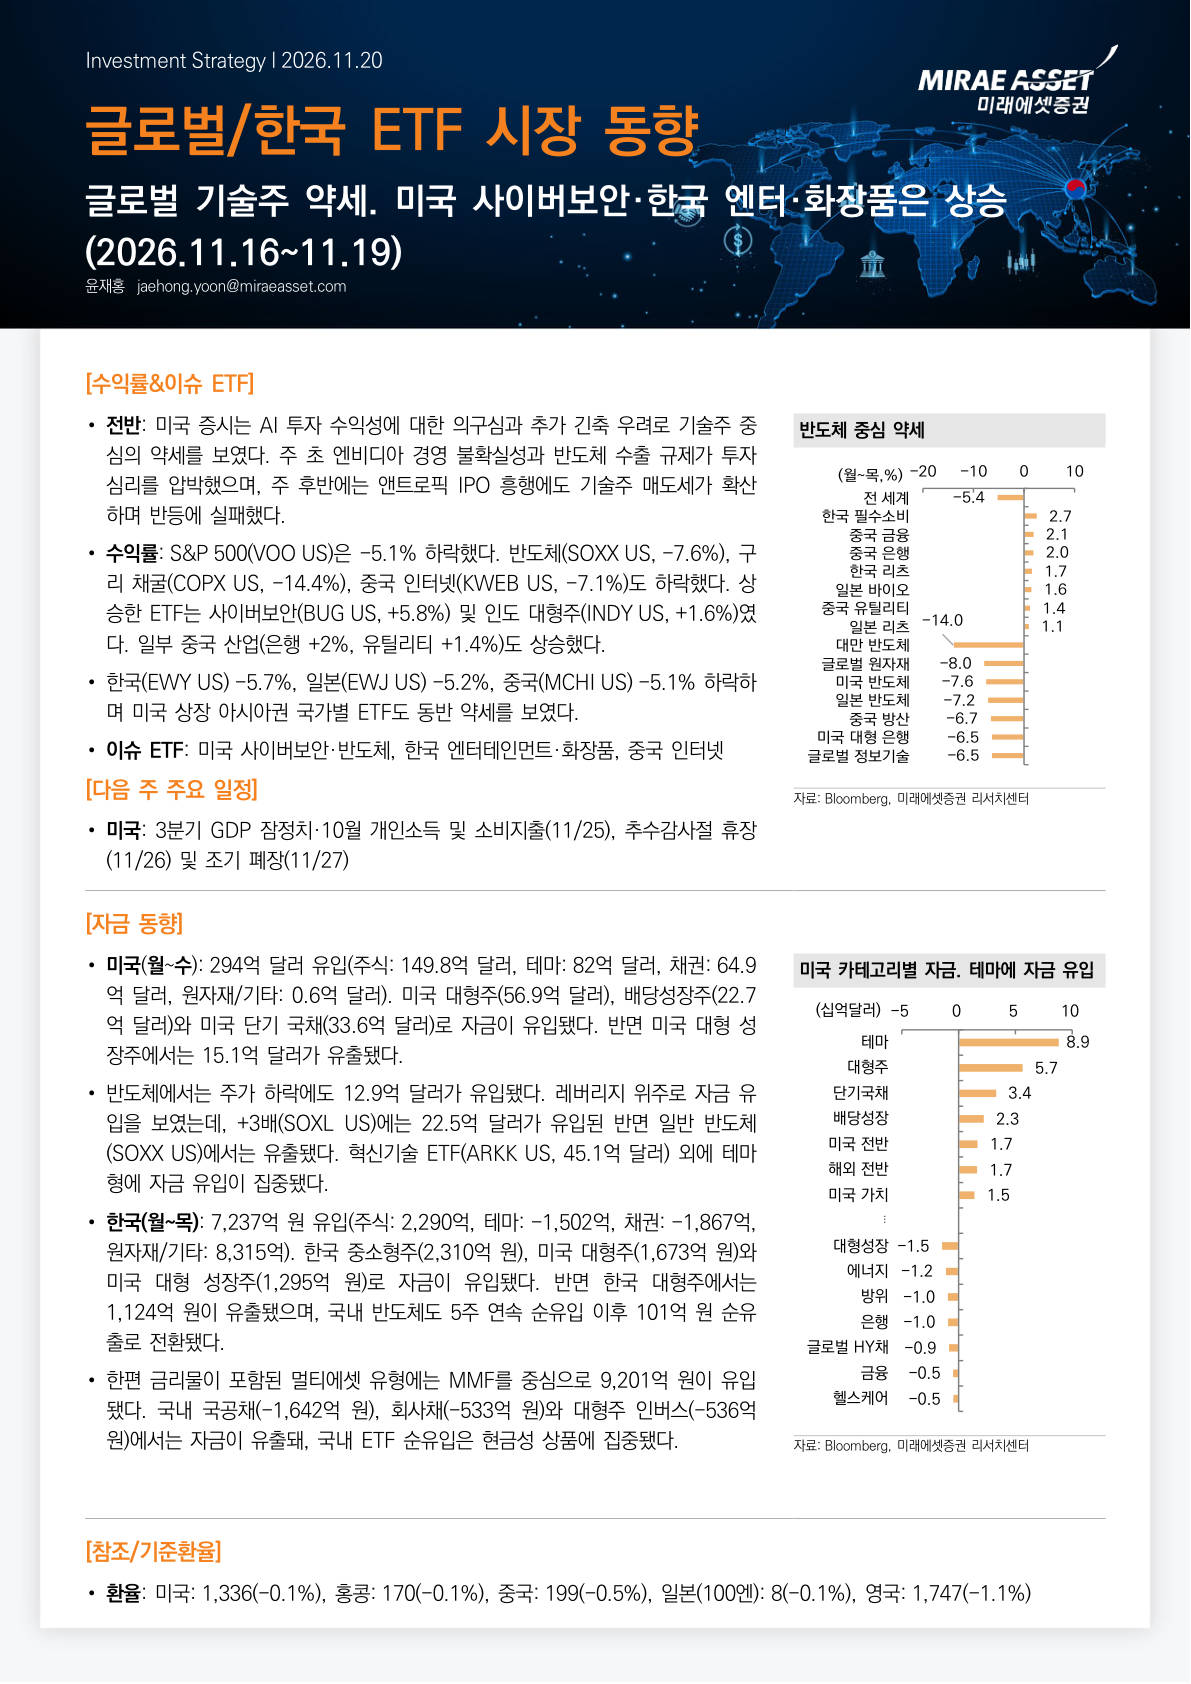 Investment Strategy l 2026.11.20
MIRAE ASSET
미래에셋증권
글로벌/한국 ETF 시장 동향
글로벌 기술주 약세. 미국 사이버보안·한국 엔터·화장품은 상승
(2026.11.16~11.19)
윤재홍 jaehong.yoon@miraeasset.com
[수익률&이슈 ETF]
• 전반: 미국 증시는 AI 투자 수익성에 대한 의구심과 추가 긴축 우려로 기술주 중
심의 약세를 보였다. 주 초 엔비디아 경영 불확실성과 반도체 수출 규제가 투자
심리를 압박했으며, 주 후반에는 앤트로픽 IPO 흥행에도 기술주 매도세가 확산
하며 반등에 실패했다.
• 수익률: S&P 500(VOO US)은 -5.1% 하락했다. 반도체(SOXX US, -7.6%), 구
리 채굴(COPX US, -14.4%), 중국 인터넷(KWEB US, -7.1%)도 하락했다. 상
승한 ETF는 사이버보안(BUG US, +5.8%) 및 인도 대형주(INDY US, +1.6%)였
다. 일부 중국 산업(은행 +2%, 유틸리티 +1.4%)도 상승했다.
• 한국(EWY US) -5.7%, 일본(EWJ US) -5.2%, 중국(MCHI US) -5.1% 하락하
며 미국 상장 아시아권 국가별 ETF도 동반 약세를 보였다.
• 이슈 ETF: 미국 사이버보안·반도체, 한국 엔터테인먼트·화장품, 중국 인터넷
[다음 주 주요 일정]
• 미국: 3분기 GDP 잠정치·10월 개인소득 및 소비지출(11/25), 추수감사절 휴장
(11/26) 및 조기 폐장(11/27)
반도체 중심 약세
(월~목,%) -20 -10 0 10
전 세계 -5.4
한국 필수소비 2.7
중국 금융 2.1
중국 은행 2.0
한국 리츠 1.7
일본 바이오 1.6
중국 유틸리티 1.4
일본 리츠 1.1
대만 반도체 -14.0
글로벌 원자재 -8.0
미국 반도체 -7.6
일본 반도체 -7.2
중국 방산 -6.7
미국 대형 은행 -6.5
글로벌 정보기술 -6.5
자료: Bloomberg, 미래에셋증권 리서치센터
[자금 동향]
• 미국(월~수): 294억 달러 유입(주식: 149.8억 달러, 테마: 82억 달러, 채권: 64.9
억 달러, 원자재/기타: 0.6억 달러). 미국 대형주(56.9억 달러), 배당성장주(22.7
억 달러)와 미국 단기 국채(33.6억 달러)로 자금이 유입됐다. 반면 미국 대형 성
장주에서는 15.1억 달러가 유출됐다.
• 반도체에서는 주가 하락에도 12.9억 달러가 유입됐다. 레버리지 위주로 자금 유
입을 보였는데, +3배(SOXL US)에는 22.5억 달러가 유입된 반면 일반 반도체
(SOXX US)에서는 유출됐다. 혁신기술 ETF(ARKK US, 45.1억 달러) 외에 테마
형에 자금 유입이 집중됐다.
• 한국(월~목): 7,237억 원 유입(주식: 2,290억, 테마: -1,502억, 채권: -1,867억,
원자재/기타: 8,315억). 한국 중소형주(2,310억 원), 미국 대형주(1,673억 원)와
미국 대형 성장주(1,295억 원)로 자금이 유입됐다. 반면 한국 대형주에서는
1,124억 원이 유출됐으며, 국내 반도체도 5주 연속 순유입 이후 101억 원 순유
출로 전환됐다.
• 한편 금리물이 포함된 멀티에셋 유형에는 MMF를 중심으로 9,201억 원이 유입
됐다. 국내 국공채(-1,642억 원), 회사채(-533억 원)와 대형주 인버스(-536억
원)에서는 자금이 유출돼, 국내 ETF 순유입은 현금성 상품에 집중됐다.
미국 카테고리별 자금. 테마에 자금 유입
(십억달러) -5 0 5 10
테마 8.9
대형주 5.7
단기국채 3.4
배당성장 2.3
미국 전반 1.7
해외 전반 1.7
미국 가치 1.5
⋮
대형성장 -1.5
에너지 -1.2
방위 -1.0
은행 -1.0
글로벌 HY채 -0.9
금융 -0.5
헬스케어 -0.5
자료: Bloomberg, 미래에셋증권 리서치센터
[참조/기준환율]
• 환율: 미국: 1,336(-0.1%), 홍콩: 170(-0.1%), 중국: 199(-0.5%), 일본(100엔): 8(-0.1%), 영국: 1,747(-1.1%)